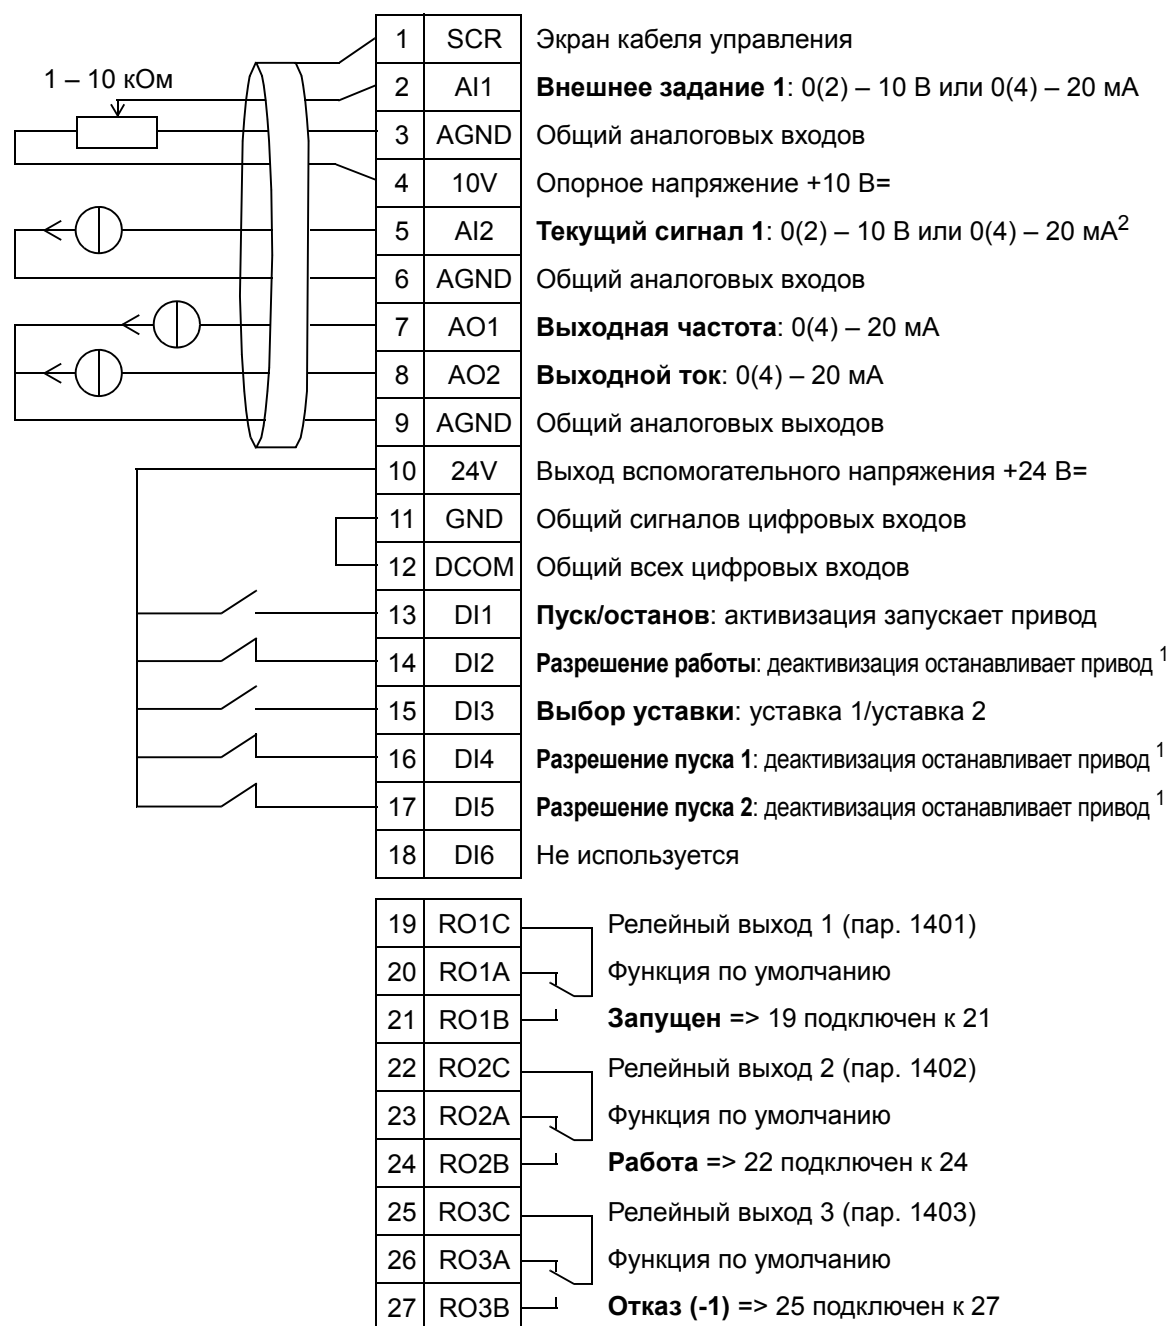 1 – 10 кОм
1 SCR Экран кабеля управления
2 AI1 Внешнее задание 1: 0(2) – 10 В или 0(4) – 20 мА
3 AGND Общий аналоговых входов
4 10V Опорное напряжение +10 В=
5 AI2 Текущий сигнал 1: 0(2) – 10 В или 0(4) – 20 мА²
6 AGND Общий аналоговых входов
7 AO1 Выходная частота: 0(4) – 20 мА
8 AO2 Выходной ток: 0(4) – 20 мА
9 AGND Общий аналоговых выходов
10 24V Выход вспомогательного напряжения +24 В=
11 GND Общий сигналов цифровых входов
12 DCOM Общий всех цифровых входов
13 DI1 Пуск/останов: активизация запускает привод
14 DI2 Разрешение работы: деактивизация останавливает привод ¹
15 DI3 Выбор уставки: уставка 1/уставка 2
16 DI4 Разрешение пуска 1: деактивизация останавливает привод ¹
17 DI5 Разрешение пуска 2: деактивизация останавливает привод ¹
18 DI6 Не используется
19 RO1C Релейный выход 1 (пар. 1401)
20 RO1A Функция по умолчанию
21 RO1B Запущен => 19 подключен к 21
22 RO2C Релейный выход 2 (пар. 1402)
23 RO2A Функция по умолчанию
24 RO2B Работа => 22 подключен к 24
25 RO3C Релейный выход 3 (пар. 1403)
26 RO3A Функция по умолчанию
27 RO3B Отказ (-1) => 25 подключен к 27